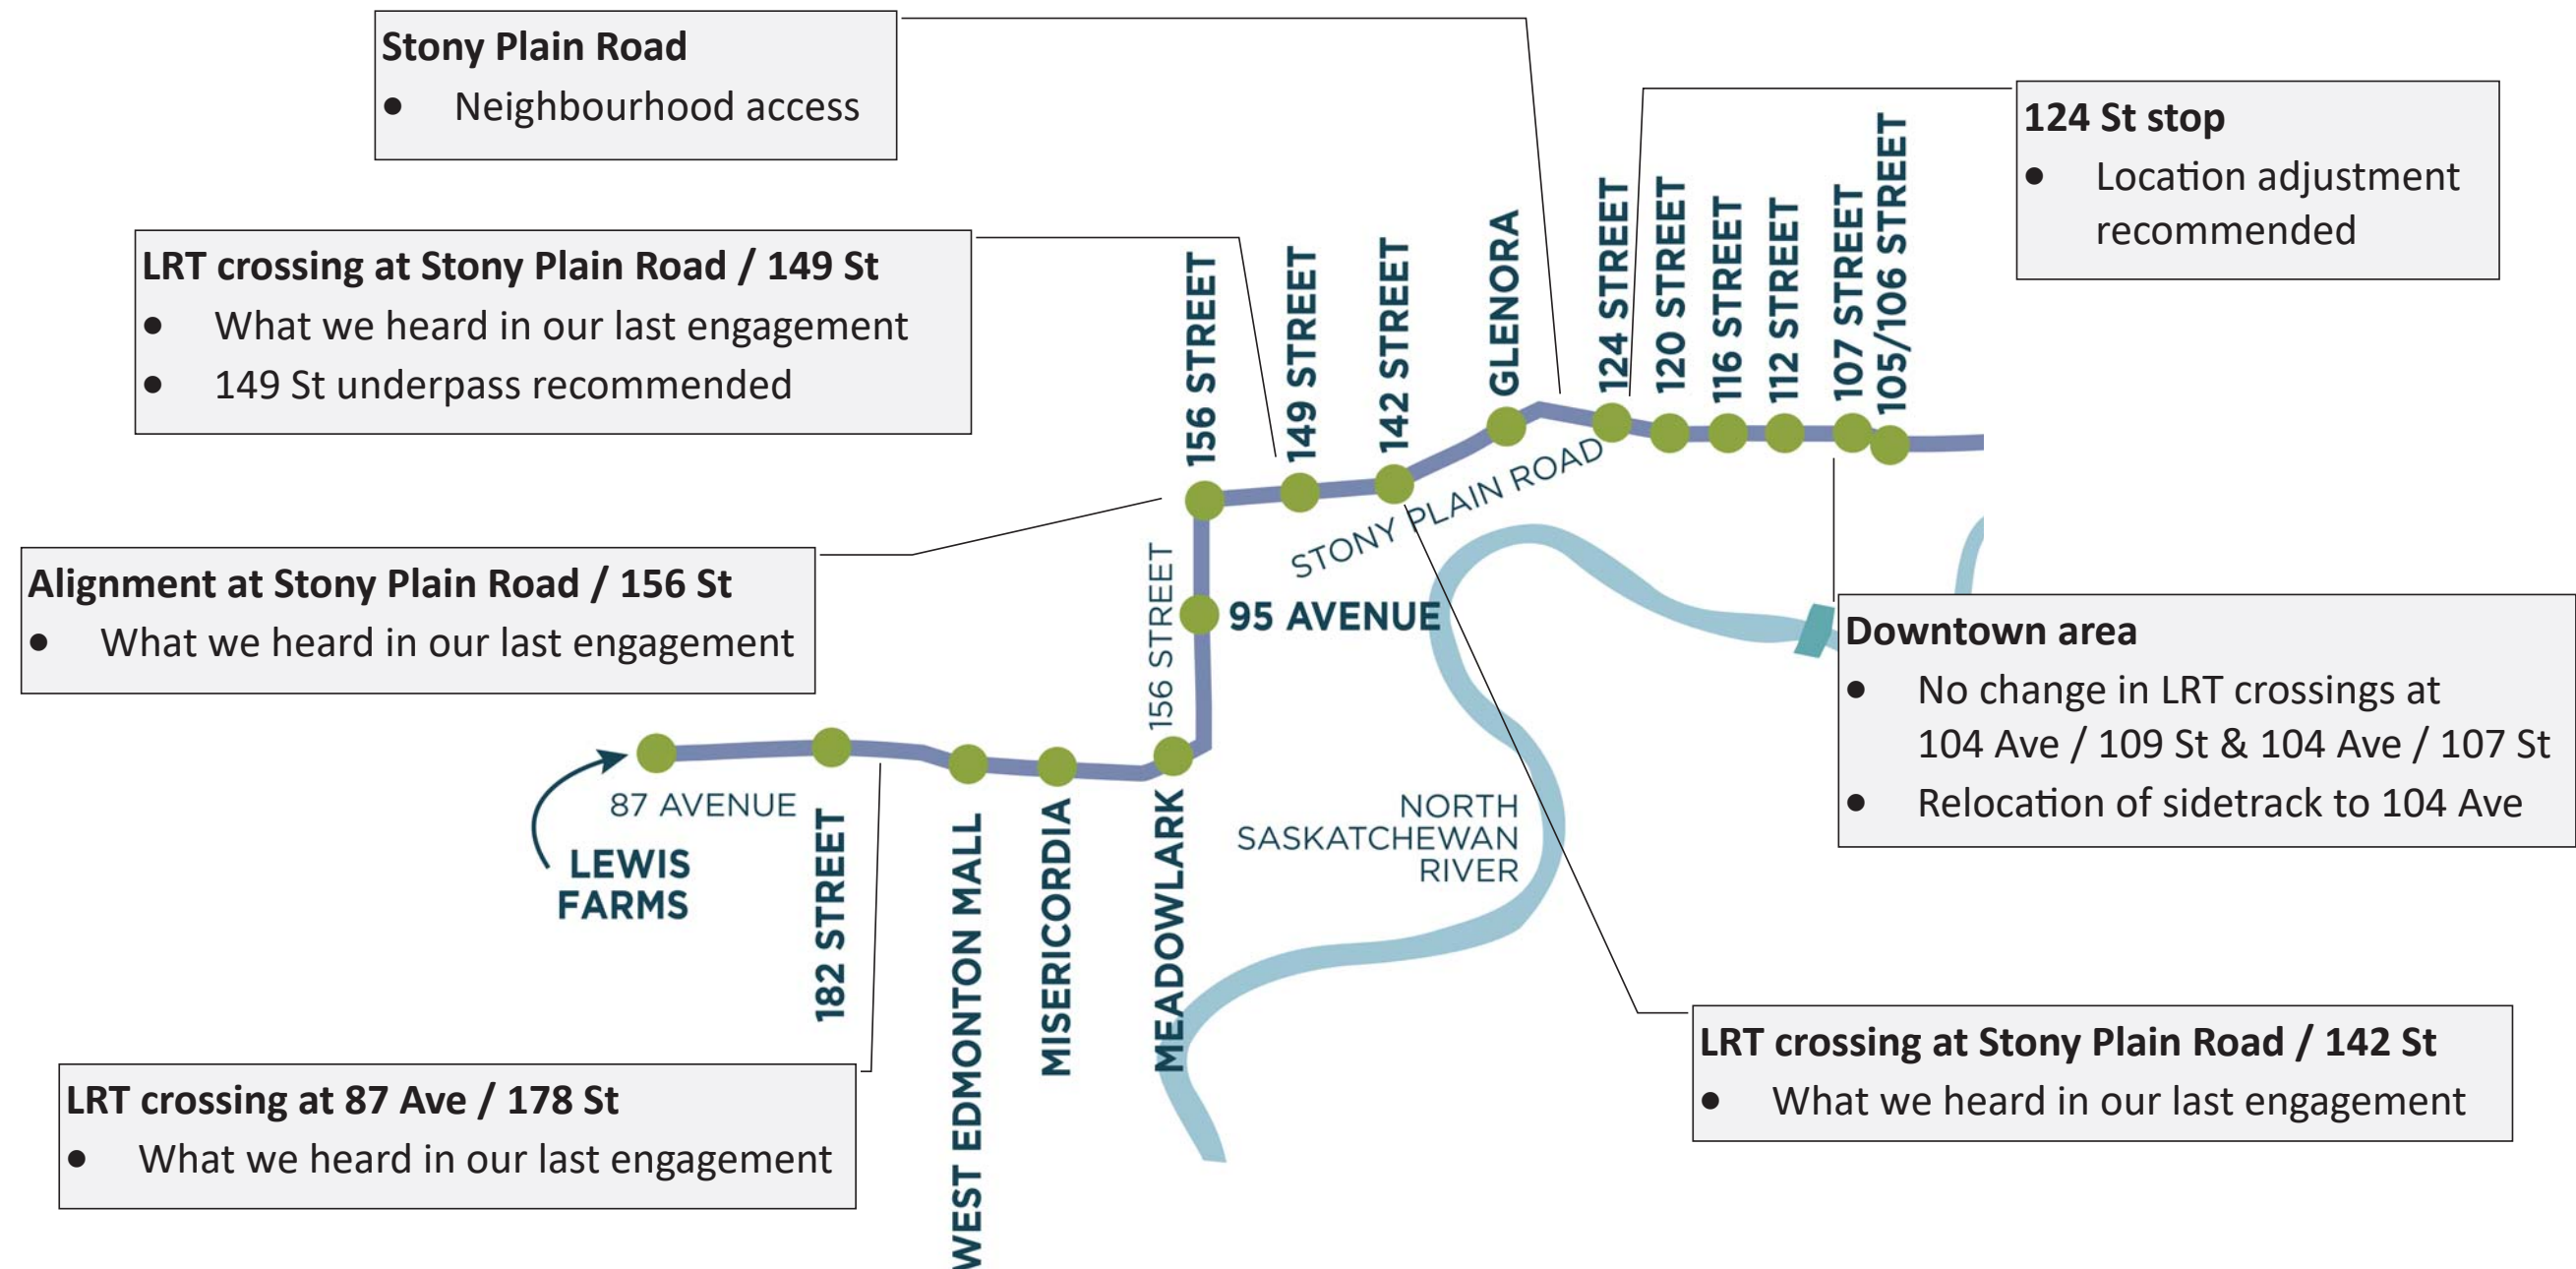 Stony Plain Road
● Neighbourhood access
124 St stop
● Location adjustment
recommended
LRT crossing at Stony Plain Road / 149 St
● What we heard in our last engagement
● 149 St underpass recommended
156 STREET
149 STREET
142 STREET
GLENORA
124 STREET
120 STREET
116 STREET
112 STREET
107 STREET
105/106 STREET
STONY PLAIN ROAD
Alignment at Stony Plain Road / 156 St
● What we heard in our last engagement
156 STREET
95 AVENUE
Downtown area
● No change in LRT crossings at
104 Ave / 109 St & 104 Ave / 107 St
● Relocation of sidetrack to 104 Ave
87 AVENUE
LEWIS
FARMS
182 STREET
WEST EDMONTON MALL
MISERICORDIA
MEADOWLARK
NORTH
SASKATCHEWAN
RIVER
LRT crossing at 87 Ave / 178 St
● What we heard in our last engagement
LRT crossing at Stony Plain Road / 142 St
● What we heard in our last engagement